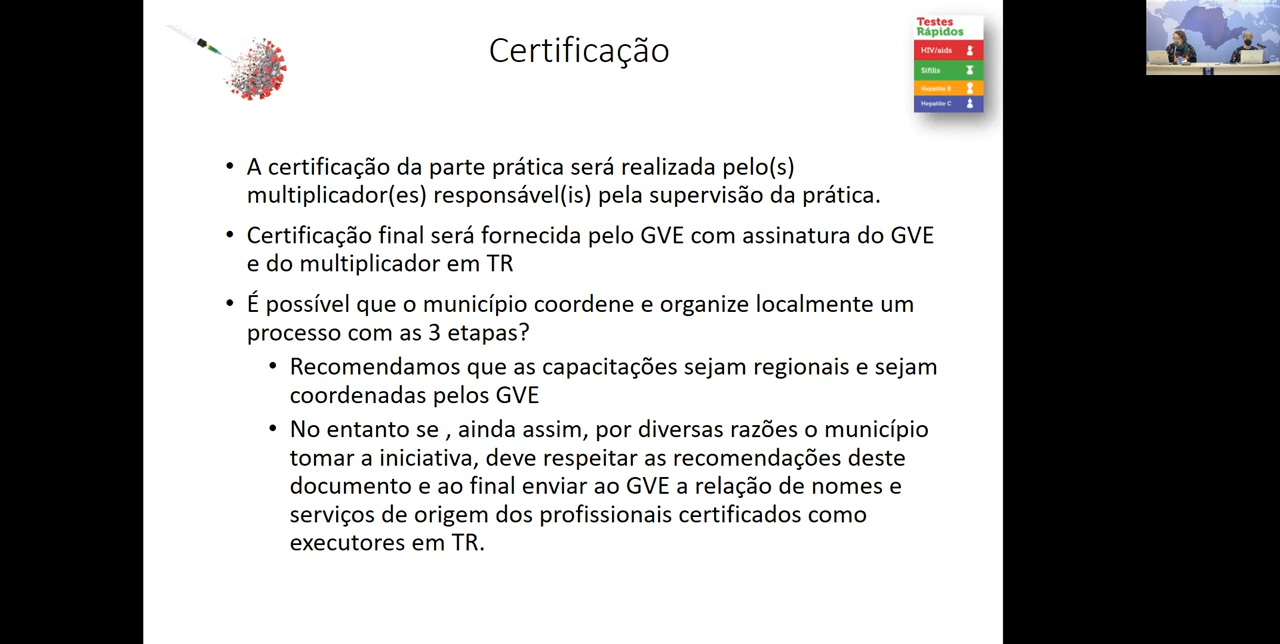 Certificação
Testes
Rápidos
HIV/aids
Sífilis
Hepatite B
Hepatite C
• A certificação da parte prática será realizada pelo(s)
multiplicador(es) responsável(is) pela supervisão da prática.
• Certificação final será fornecida pelo GVE com assinatura do GVE
e do multiplicador em TR
• É possível que o município coordene e organize localmente um
processo com as 3 etapas?
• Recomendamos que as capacitações sejam regionais e sejam
coordenadas pelos GVE
• No entanto se , ainda assim, por diversas razões o município
tomar a iniciativa, deve respeitar as recomendações deste
documento e ao final enviar ao GVE a relação de nomes e
serviços de origem dos profissionais certificados como
executores em TR.